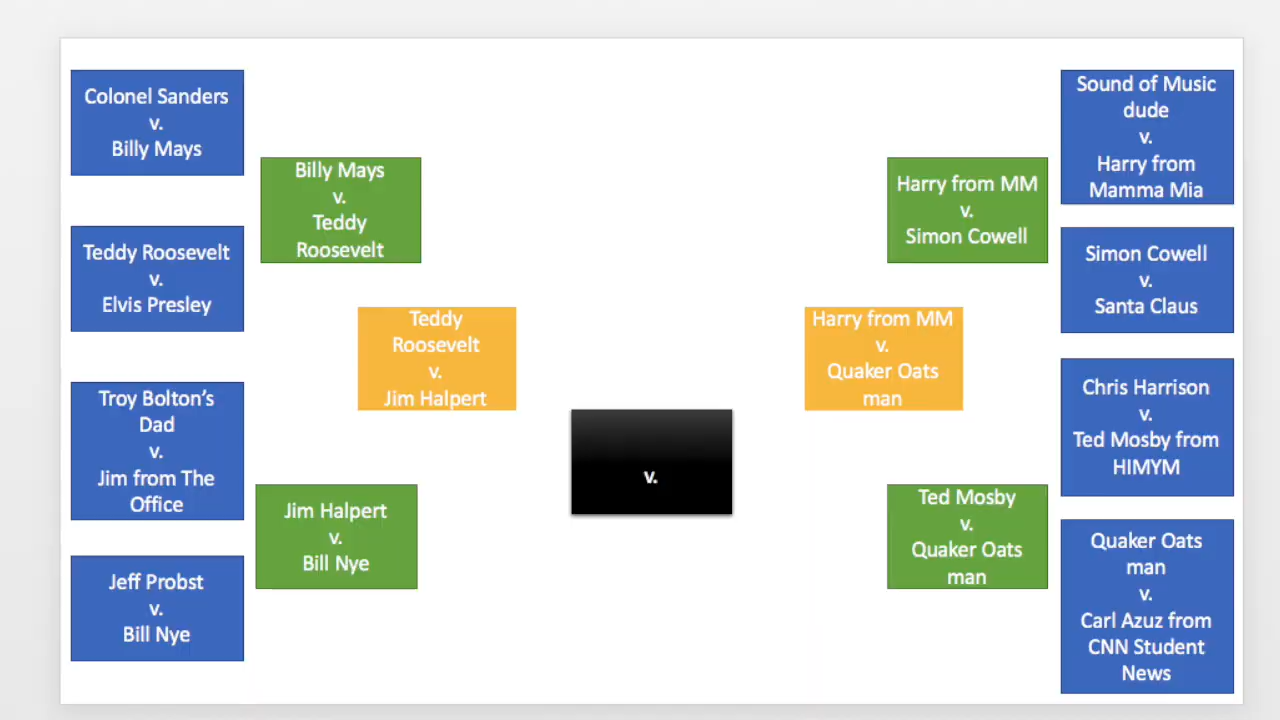 Colonel Sanders
v.
Billy Mays
Teddy Roosevelt
v.
Elvis Presley
Troy Bolton's
Dad
v.
Jim from The
Office
Jeff Probst
v.
Bill Nye
Billy Mays
v.
Teddy
Roosevelt
Jim Halpert
v.
Bill Nye
Teddy
Roosevelt
v.
Jim Halpert
v.
Harry from MM
v.
Quaker Oats
man
Harry from MM
v.
Simon Cowell
Ted Mosby
v.
Quaker Oats
man
Sound of Music
dude
v.
Harry from
Mamma Mia
Simon Cowell
v.
Santa Claus
Chris Harrison
v.
Ted Mosby from
HIMYM
Quaker Oats
man
v.
Carl Azuz from
CNN Student
News